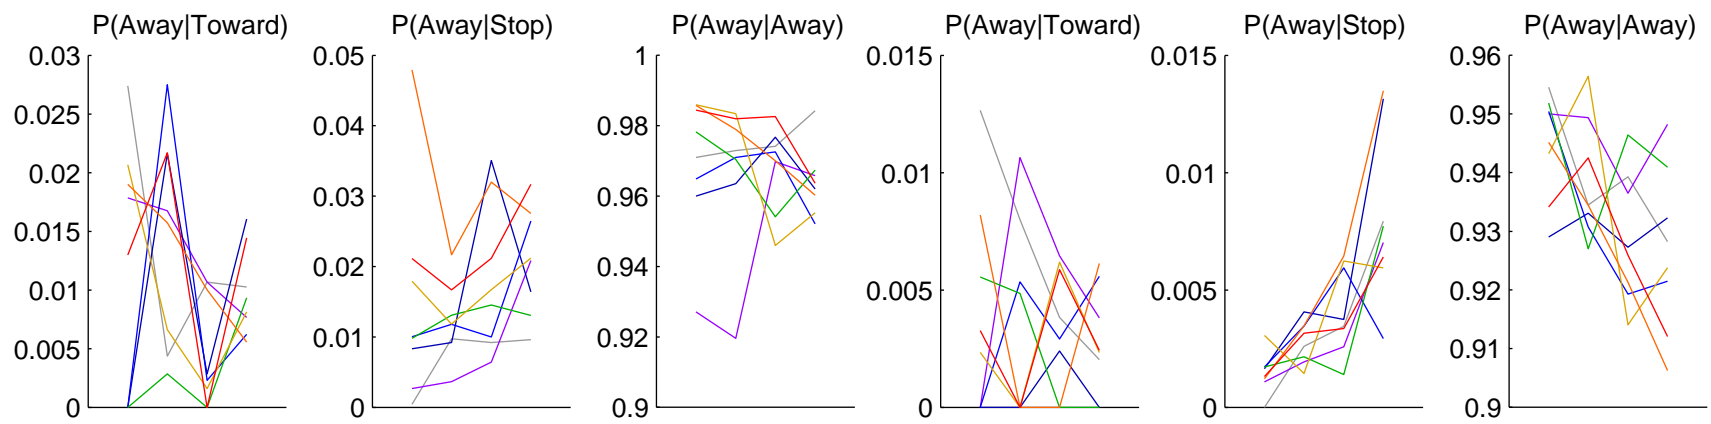 P(Away|Toward) P(Away|Stop) P(Away|Away) P(Away|Toward) P(Away|Stop) P(Away|Away)
0.03 0.05 1 0.015 0.015 0.96
0.025 0.04 0.98 0.01 0.01 0.95
0.02 0.03 0.96 0.005 0.005 0.94
0.015 0.02 0.94 0 0 0.93
0.01 0.01 0.92 0.92
0.005 0 0.9 0.91
0 0.9